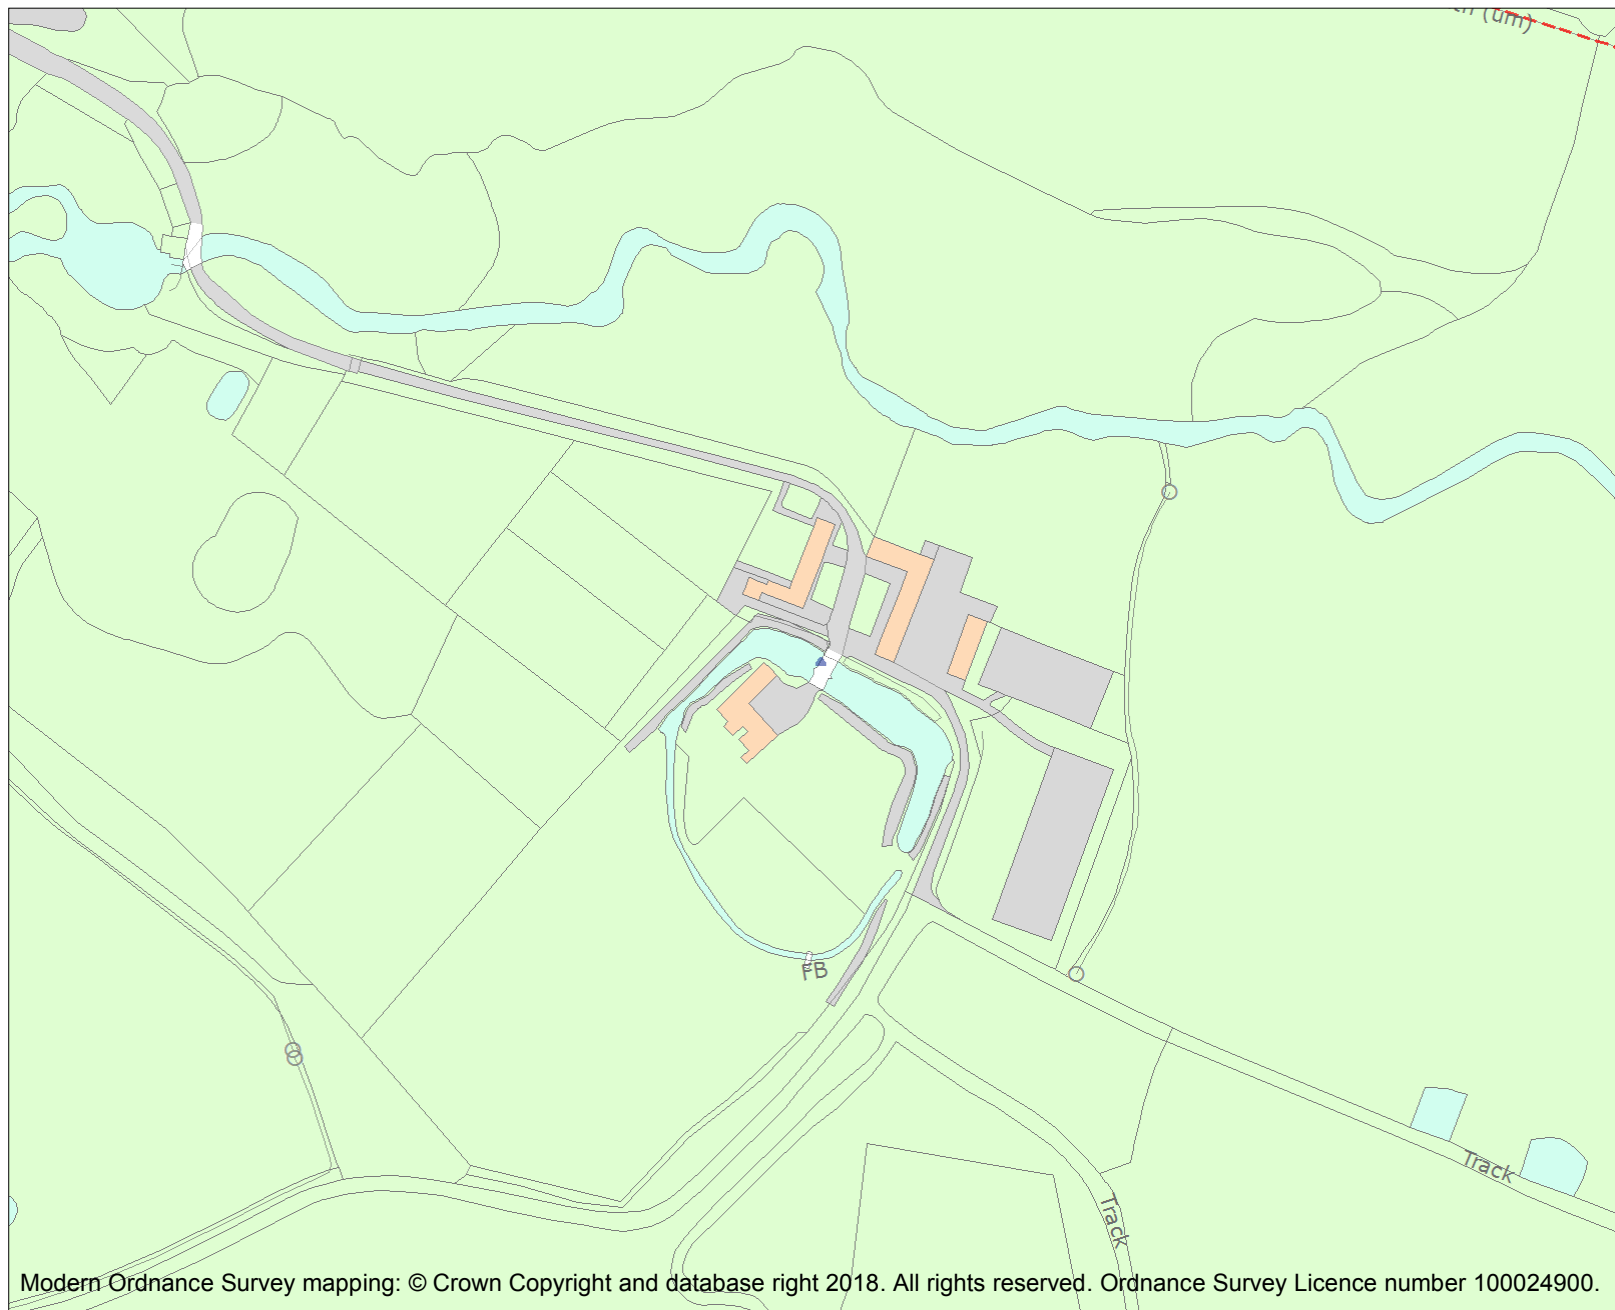 (um)
FB
Track
Track
Modern Ordnance Survey mapping: © Crown Copyright and database right 2018. All rights reserved. Ordnance Survey Licence number 100024900.